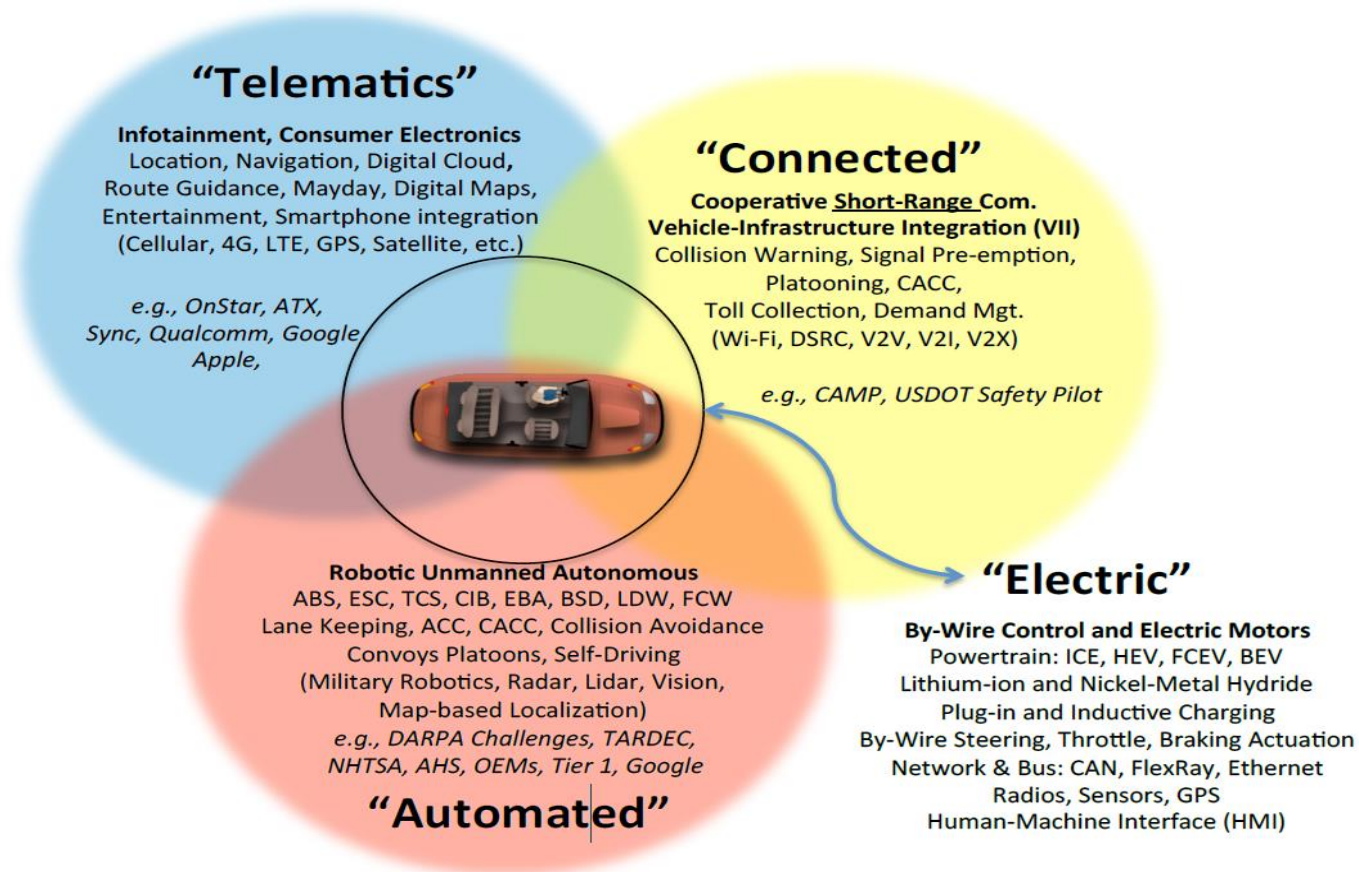 “Telematics”
Infotainment, Consumer Electronics
Location, Navigation, Digital Cloud,
Route Guidance, Mayday, Digital Maps,
Entertainment, Smartphone integration
(Cellular, 4G, LTE, GPS, Satellite, etc.)
e.g., OnStar, ATX,
Sync, Qualcomm, Google
Apple,
“Connected”
Cooperative Short-Range Com.
Vehicle-Infrastructure Integration (VII)
Collision Warning, Signal Pre-emption,
Platooning, CACC,
Toll Collection, Demand Mgt.
(Wi-Fi, DSRC, V2V, V2I, V2X)
e.g., CAMP, USDOT Safety Pilot
Robotic Unmanned Autonomous
ABS, ESC, TCS, CIB, EBA, BSD, LDW, FCW
Lane Keeping, ACC, CACC, Collision Avoidance
Convoys Platoons, Self-Driving
(Military Robotics, Radar, Lidar, Vision,
Map-based Localization)
e.g., DARPA Challenges, TARDEC,
NHTSA, AHS, OEMs, Tier 1, Google
“Automated”
“Electric”
By-Wire Control and Electric Motors
Powertrain: ICE, HEV, FCEV, BEV
Lithium-ion and Nickel-Metal Hydride
Plug-in and Inductive Charging
By-Wire Steering, Throttle, Braking Actuation
Network & Bus: CAN, FlexRay, Ethernet
Radios, Sensors, GPS
Human-Machine Interface (HMI)